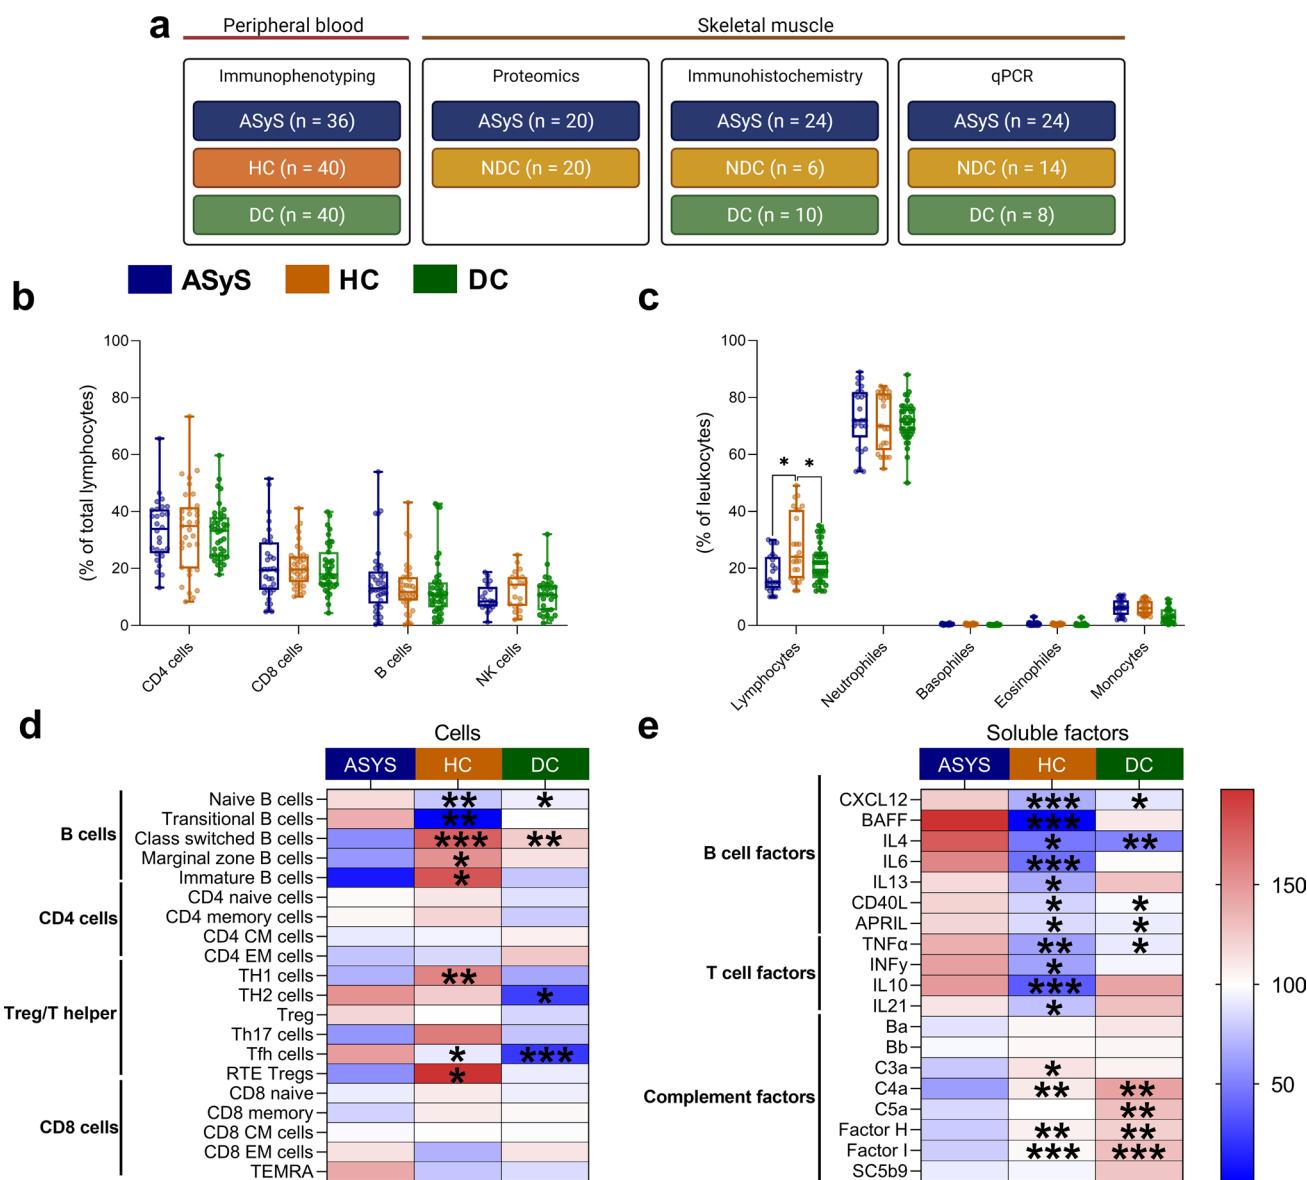 a
Peripheral blood
Skeletal muscle
Immunophenotyping
Proteomics
Immunohistochemistry
qPCR
ASyS (n = 36)
ASyS (n = 20)
ASyS (n = 24)
ASyS (n = 24)
HC (n = 40)
NDC (n = 20)
NDC (n = 6)
NDC (n = 14)
DC (n = 40)
DC (n = 10)
DC (n = 8)
ASyS HC DC
b
(% of total lymphocytes)
100
80
60
40
20
0
CD4 cells
CD8 cells
B cells
NK cells
c
(% of leukocytes)
100
80
60
40
20
0
* *
Lymphocytes
Neutrophiles
Basophiles
Eosinophiles
Monocytes
d
Cells
ASYS HC DC
B cells
Naive B cells ** *
Transitional B cells **
Class switched B cells *** **
Marginal zone B cells *
Immature B cells *
CD4 cells
CD4 naive cells
CD4 memory cells
CD4 CM cells
CD4 EM cells
Treg/T helper
TH1 cells **
TH2 cells *
Treg
Th17 cells
Tfh cells * ***
RTE Tregs *
CD8 cells
CD8 naive
CD8 memory
CD8 CM cells
CD8 EM cells
TEMRA
e
Soluble factors
ASYS HC DC
B cell factors
CXCL12 *** *
BAFF ***
IL4 * **
IL6 ***
IL13 *
CD40L * *
APRIL * *
T cell factors
TNFα ** *
INFy *
IL10 ***
IL21 *
Complement factors
Ba
Bb
C3a *
C4a ** **
C5a **
Factor H ** **
Factor I *** ***
SC5b9
150
100
50